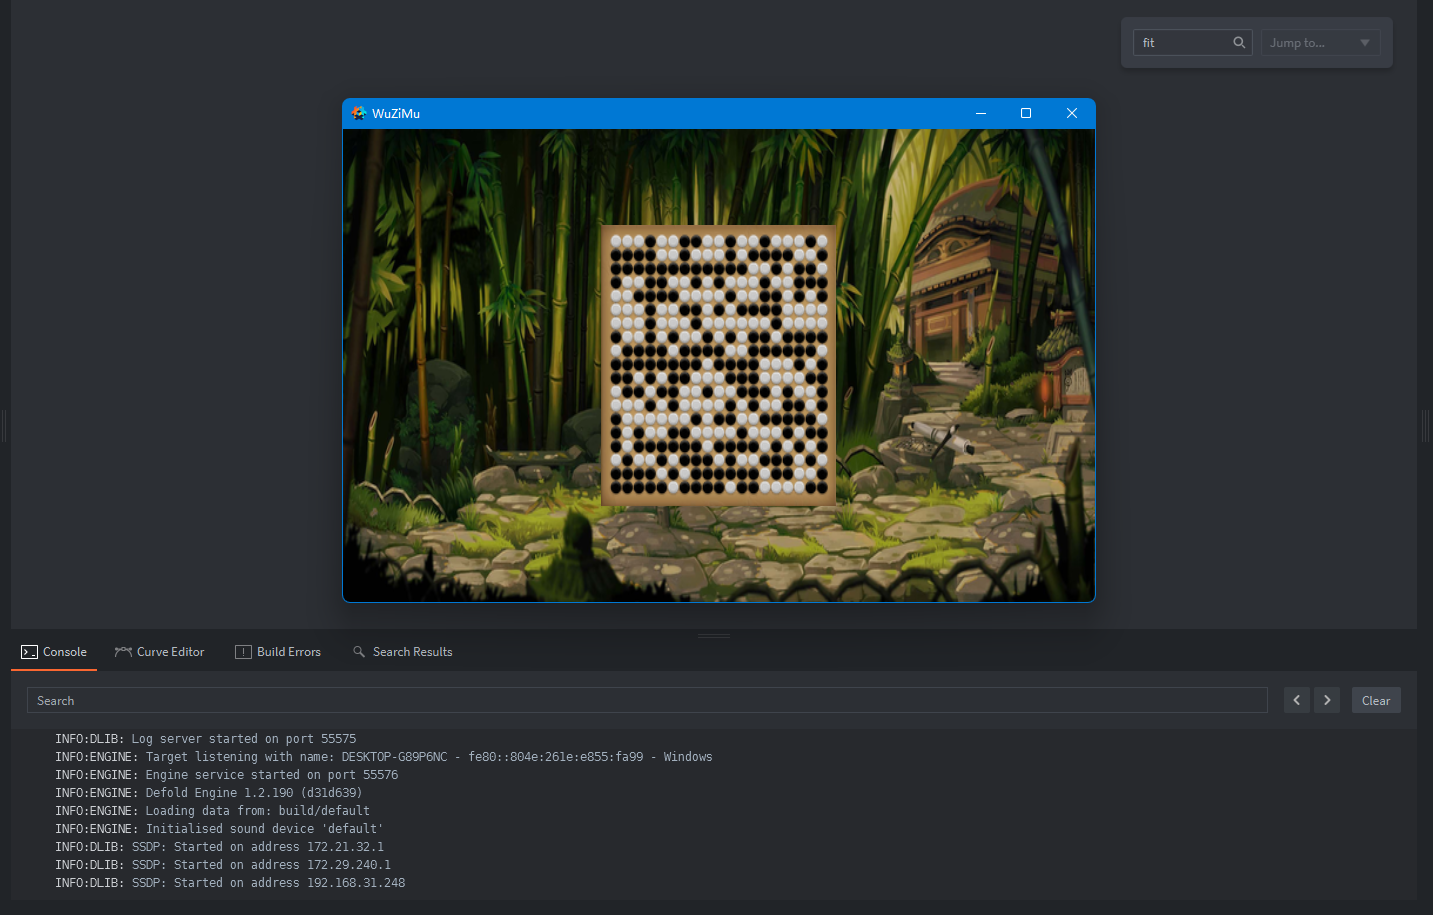 fit
Jump to...
WuZiMu
Console
Curve Editor
Build Errors
Search Results
Search
Clear
INFO:DLIB: Log server started on port 55575
INFO:ENGINE: Target listening with name: DESKTOP-G89P6NC - fe80::804e:261e:e855:fa99 - Windows
INFO:ENGINE: Engine service started on port 55576
INFO:ENGINE: Defold Engine 1.2.190 (d31d639)
INFO:ENGINE: Loading data from: build/default
INFO:ENGINE: Initialised sound device 'default'
INFO:DLIB: SSDP: Started on address 172.21.32.1
INFO:DLIB: SSDP: Started on address 172.29.240.1
INFO:DLIB: SSDP: Started on address 192.168.31.248